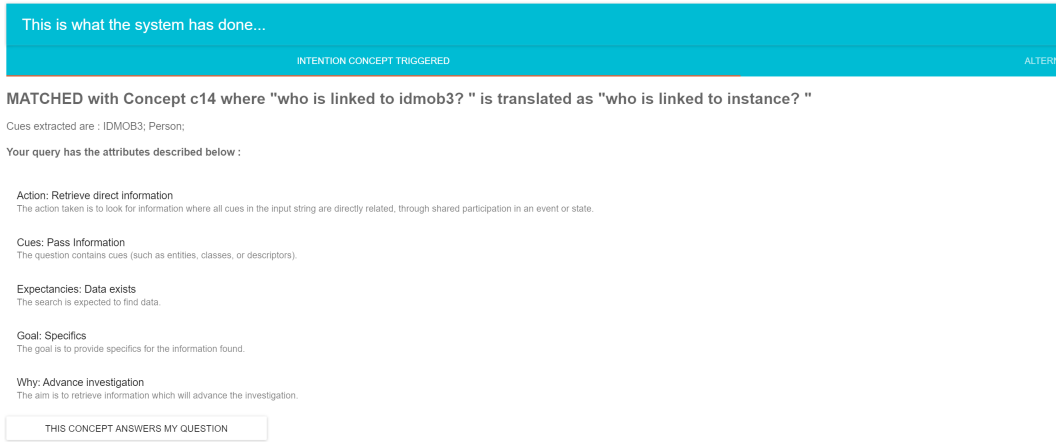 This is what the system has done...
INTENTION CONCEPT TRIGGERED
MATCHED with Concept c14 where "who is linked to idmob3? " is translated as "who is linked to instance? "
Cues extracted are : IDMOB3; Person;
Your query has the attributes described below :
Action: Retrieve direct information
The action taken is to look for information where all cues in the input string are directly related, through shared participation in an event or state.
Cues: Pass Information
The question contains cues (such as entities, classes, or descriptors).
Expectancies: Data exists
The search is expected to find data.
Goal: Specifics
The goal is to provide specifics for the information found.
Why: Advance investigation
The aim is to retrieve information which will advance the investigation.
THIS CONCEPT ANSWERS MY QUESTION